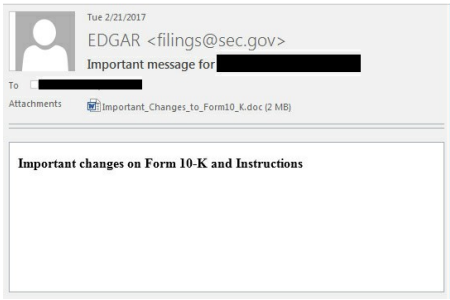 Tue 2/21/2017
EDGAR <filings@sec.gov>
Important message for
To
Attachments Important_Changes_to_Form10_K.doc (2 MB)
Important changes on Form 10-K and Instructions